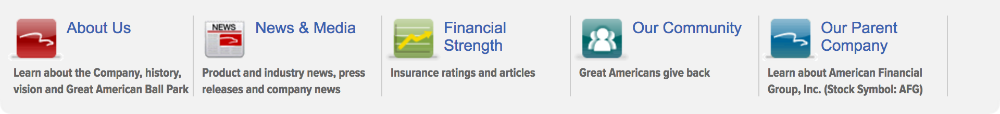 About Us
Learn about the Company, history,
vision and Great American Ball Park
NEWS
News & Media
Product and industry news, press
releases and company news
Financial
Strength
Insurance ratings and articles
Our Community
Great Americans give back
Our Parent
Company
Learn about American Financial
Group, Inc. (Stock Symbol: AFG)